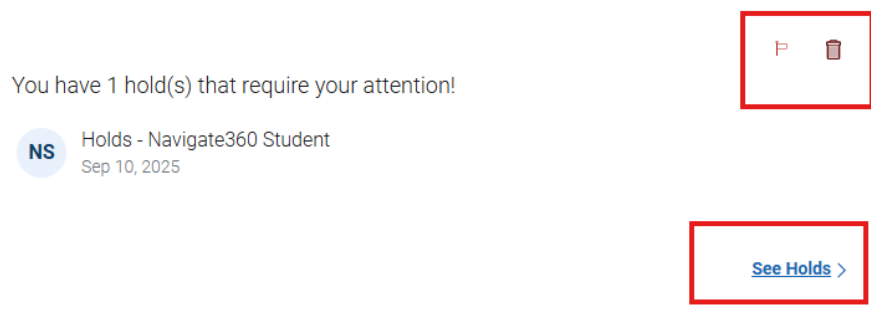 You have 1 hold(s) that require your attention!
NS
Holds - Navigate360 Student
Sep 10, 2025
See Holds >